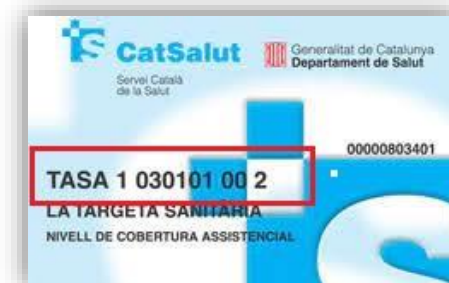 CatSalut
Servei Català
de la Salut
Generalitat de Catalunya
Departament de Salut
00000803401
TASA 1 030101 00 2
LA TARGETA SANITÀRIA
NIVELL DE COBERTURA ASSISTENCIAL